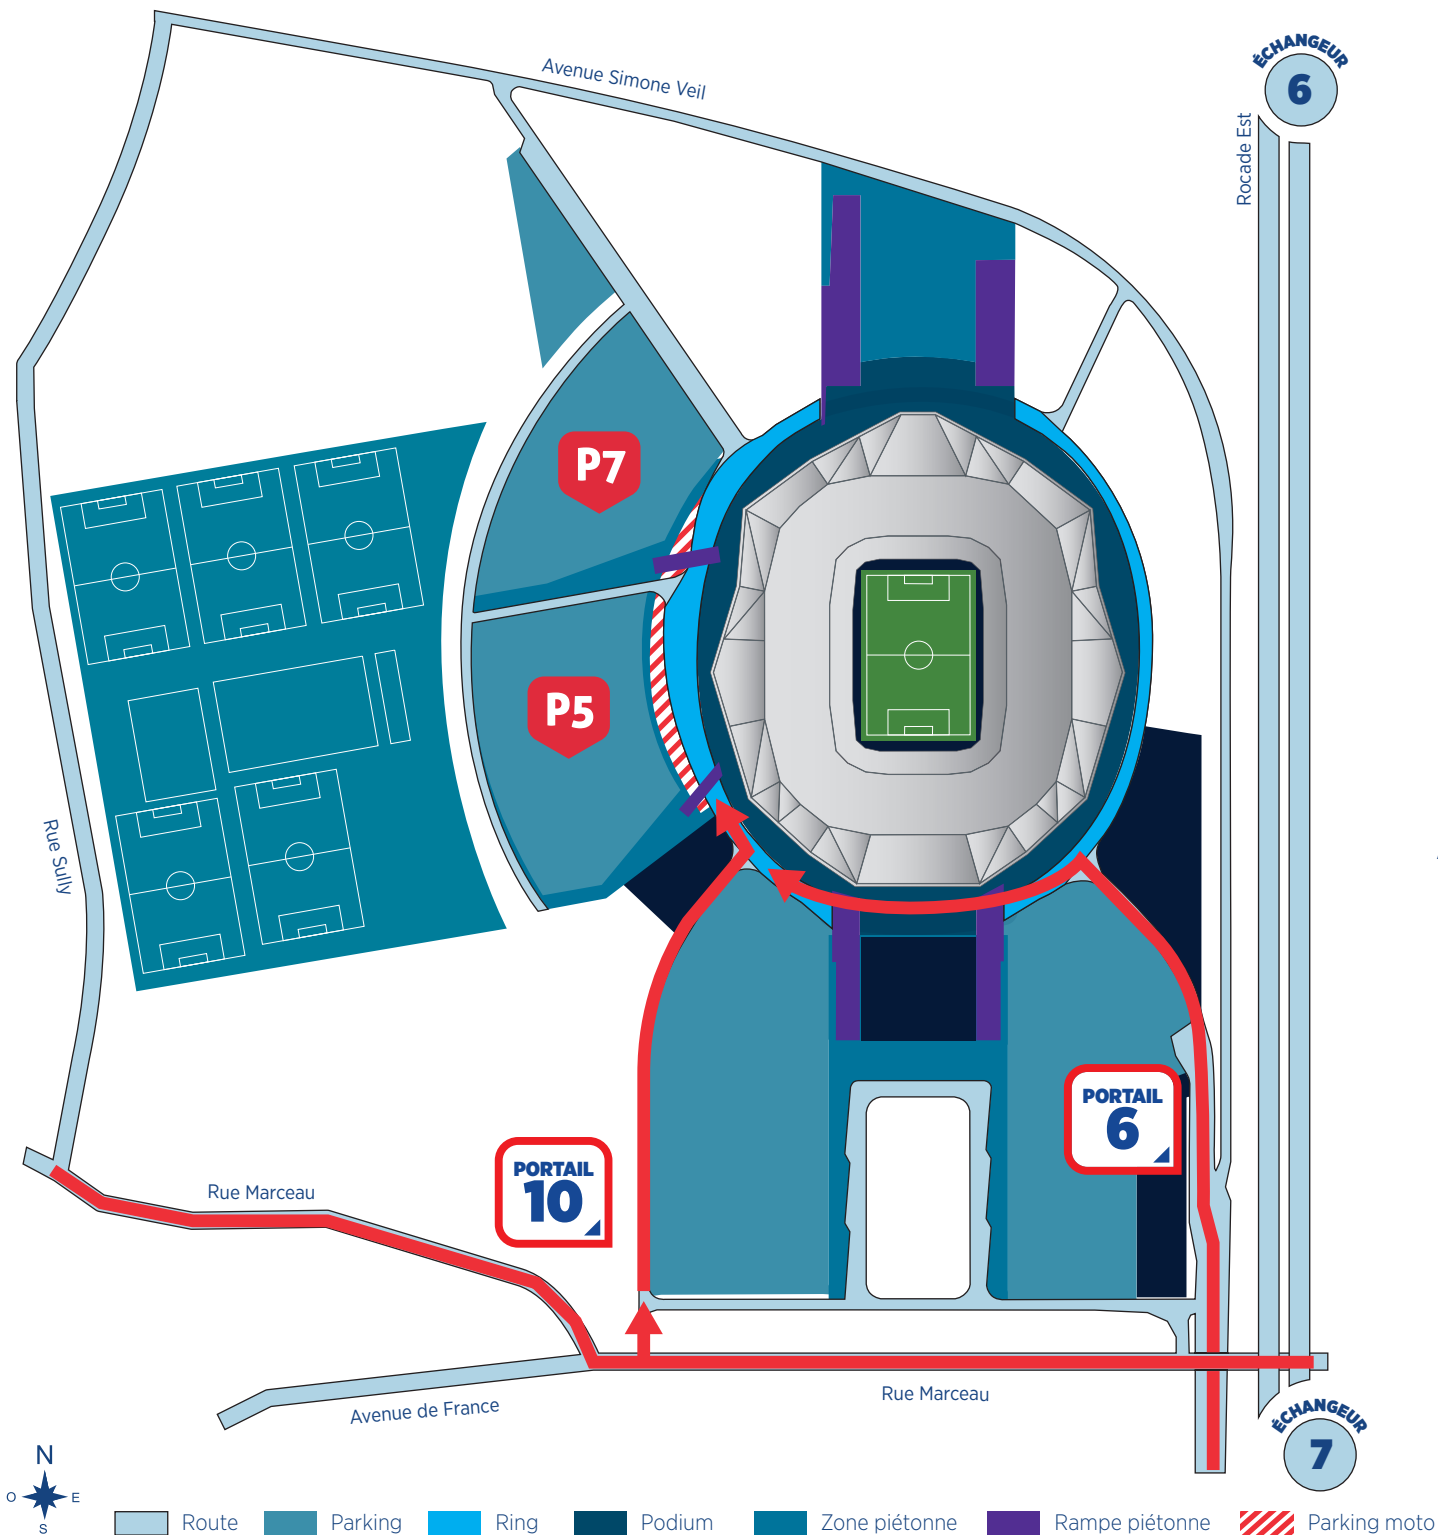 ÉCHANGEUR
6
Avenue Simone Veil
Rocade Est
P7
P5
Rue Sully
PORTAIL
6
PORTAIL
10
Rue Marceau
Rue Marceau
Avenue de France
ÉCHANGEUR
7
N
O E
S
Route Parking Ring Podium Zone piétonne Rampe piétonne Parking moto